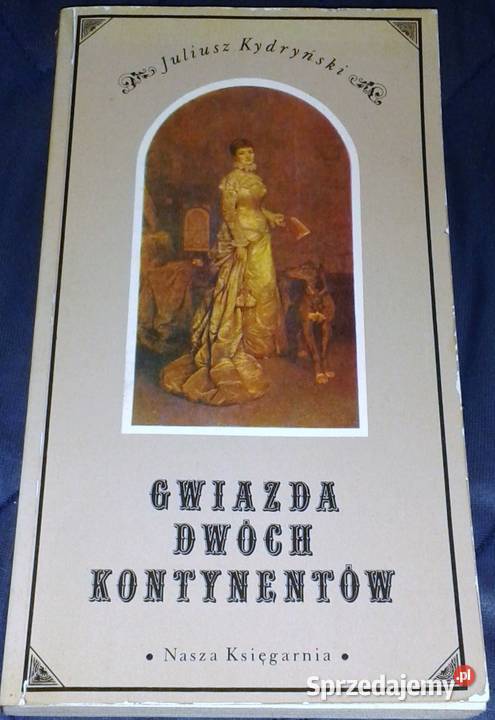 Juliusz Kydryński
GWIAZDA
DWÓCH
KONTYNENTÓW
• Nasza Księgarnia •
Sprzedajemy.pl